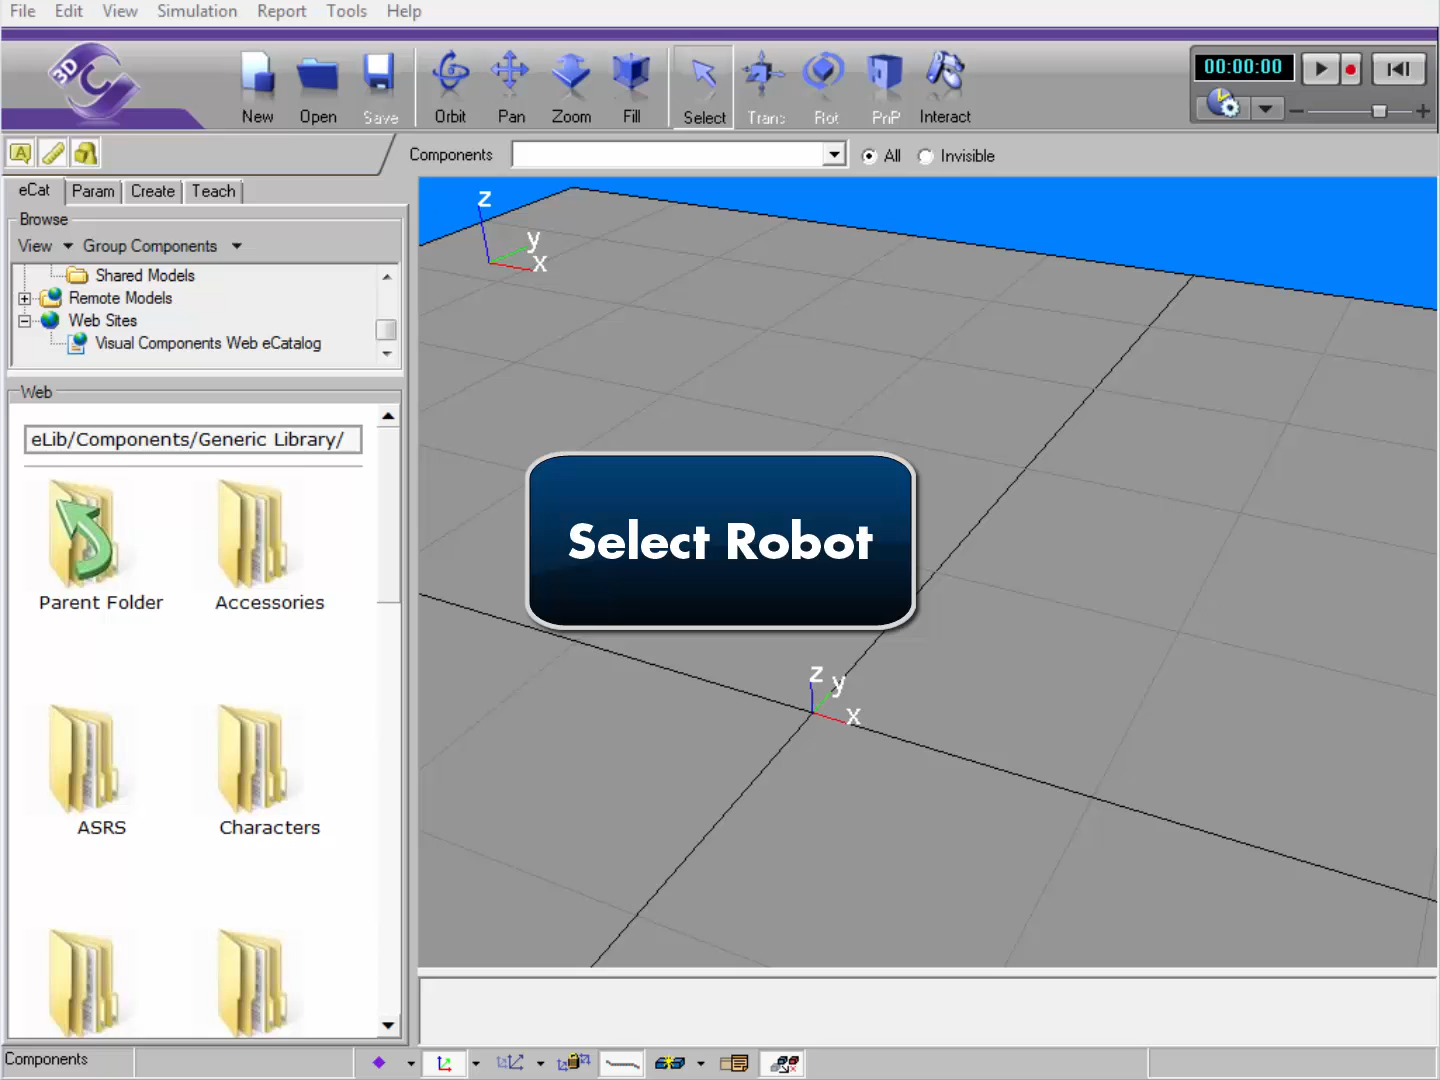 File Edit View Simulation Report Tools Help
3D C
New Open Save Orbit Pan Zoom Fill Select Trans Rot PnP Interact
00:00:00
Components All Invisible
eCat Param Create Teach
Browse
View Group Components
Shared Models
Remote Models
Web Sites
Visual Components Web eCatalog
Web
eLib/Components/Generic Library/
Parent Folder Accessories
ASRS Characters
z
y
x
Select Robot
z
y
x
Components